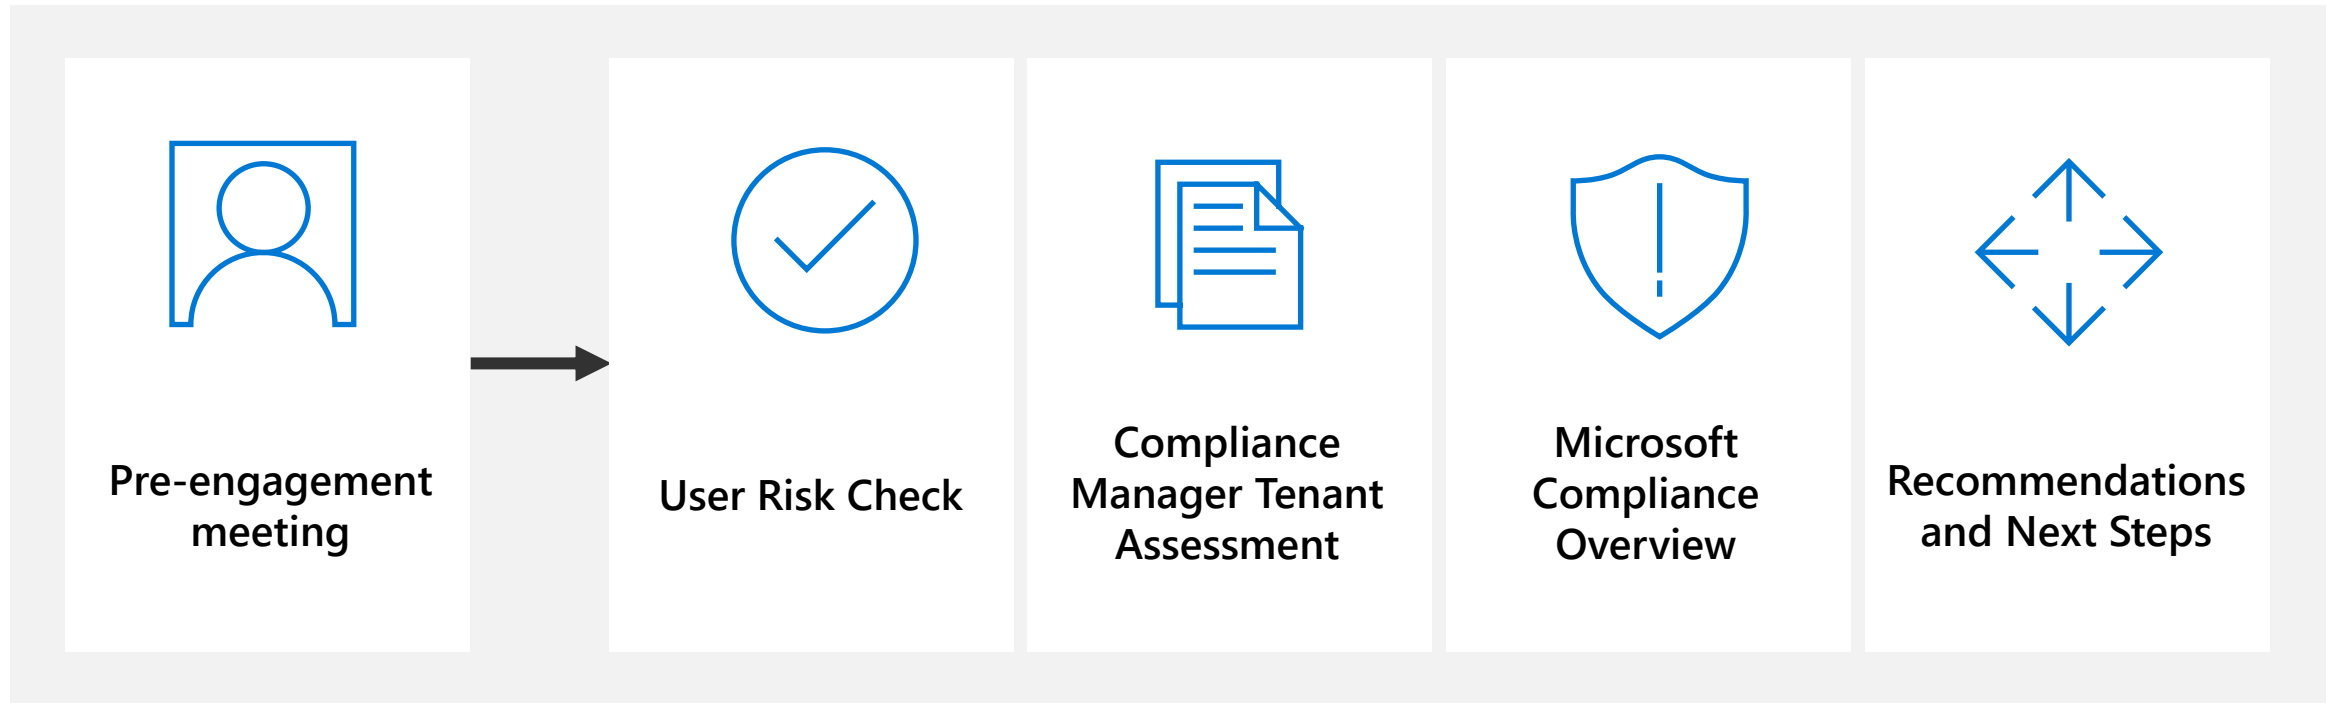 Pre-engagement
meeting
User Risk Check
Compliance
Manager Tenant
Assessment
Microsoft
Compliance
Overview
Recommendations
and Next Steps